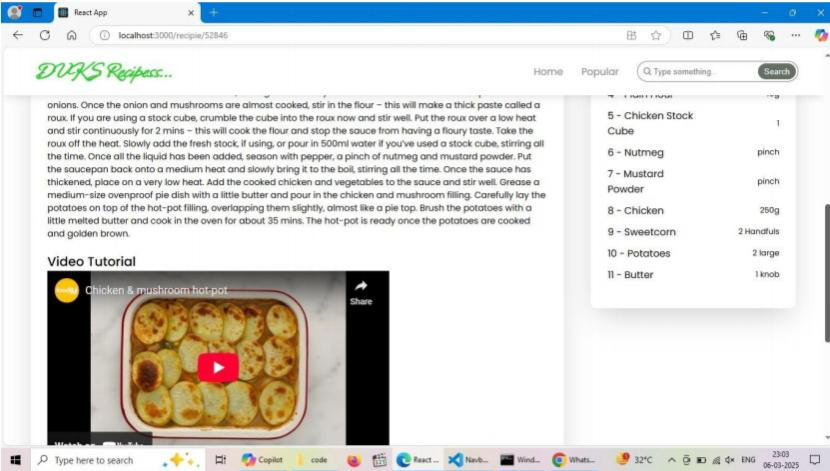 React App
localhost:3000/recipie/52846
DUKS Recipess...
Home
Popular
Type something..
Search
onions. Once the onion and mushrooms are almost cooked, stir in the flour – this will make a thick paste called a
roux. If you are using a stock cube, crumble the cube into the roux now and stir well. Put the roux over a low heat
and stir continuously for 2 mins – this will cook the flour and stop the sauce from having a floury taste. Take the
roux off the heat. Slowly add the fresh stock, if using, or pour in 500ml water if you've used a stock cube, stirring all
the time. Once all the liquid has been added, season with pepper, a pinch of nutmeg and mustard powder. Put
the saucepan back onto a medium heat and slowly bring it to the boil, stirring all the time. Once the sauce has
thickened, place on a very low heat. Add the cooked chicken and vegetables to the sauce and stir well. Grease a
medium-size ovenproof pie dish with a little butter and pour in the chicken and mushroom filling. Carefully lay the
potatoes on top of the hot-pot filling, overlapping them slightly, almost like a pie top. Brush the potatoes with a
little melted butter and cook in the oven for about 35 mins. The hot-pot is ready once the potatoes are cooked
and golden brown.
5 - Chicken Stock
Cube 1
6 - Nutmeg pinch
7 - Mustard
Powder pinch
8 - Chicken 250g
9 - Sweetcorn 2 Handfuls
10 - Potatoes 2 large
11 - Butter 1 knob
Video Tutorial
Chicken & mushroom hot-pot
Share
Watch on YouTube
Type here to search
Copilot
code
React ...
Navb...
Wind...
Whats...
32°C
ENG
23:03
06-03-2025